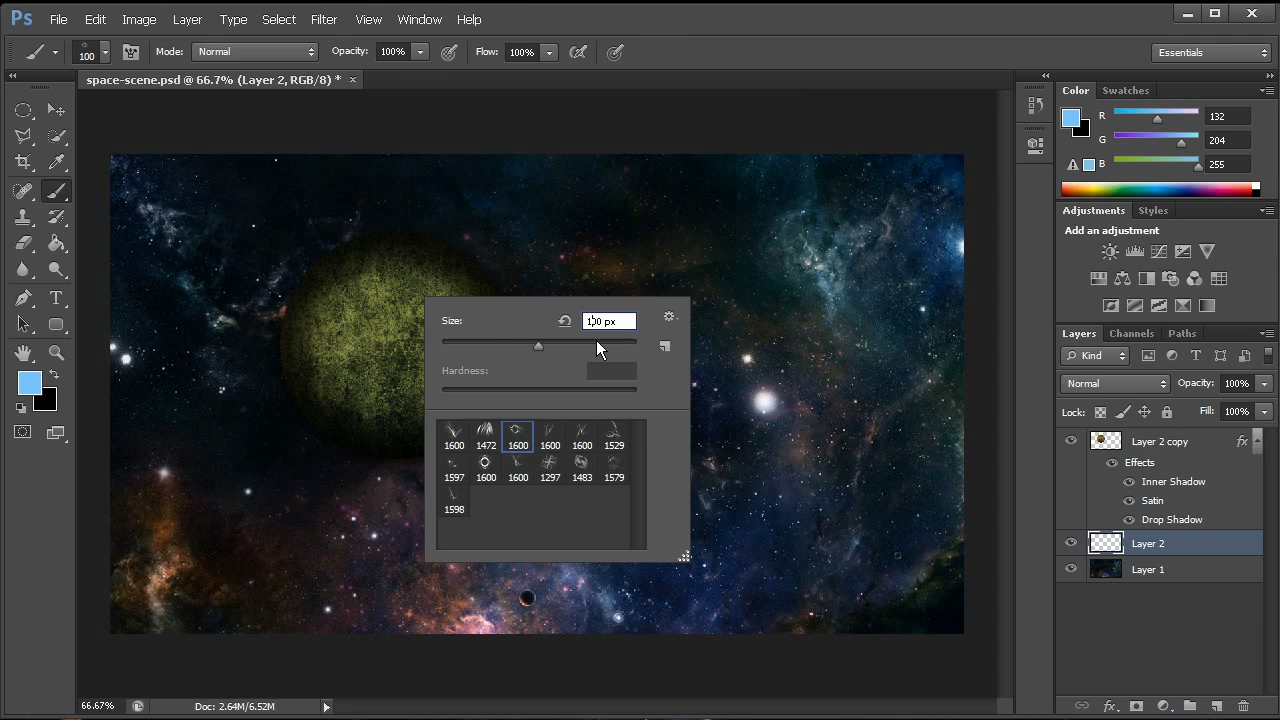 Ps File Edit Image Layer Type Select Filter View Window Help
100 Mode: Normal Opacity: 100% Flow: 100% Essentials
space-scene.psd @ 66.7% (Layer 2, RGB/8) * ×
Color Swatches
R 132
G 204
B 255
Adjustments Styles
Add an adjustment
Size: 100 px
Hardness:
1600 1472 1600 1600 1600 1529
1597 1600 1600 1297 1483 1579
1598
Layers Channels Paths
Kind
Normal Opacity: 100%
Lock: Fill: 100%
Layer 2 copy fx
Effects
Inner Shadow
Satin
Drop Shadow
Layer 2
Layer 1
66.67% Doc: 2.64M/6.52M
fx.